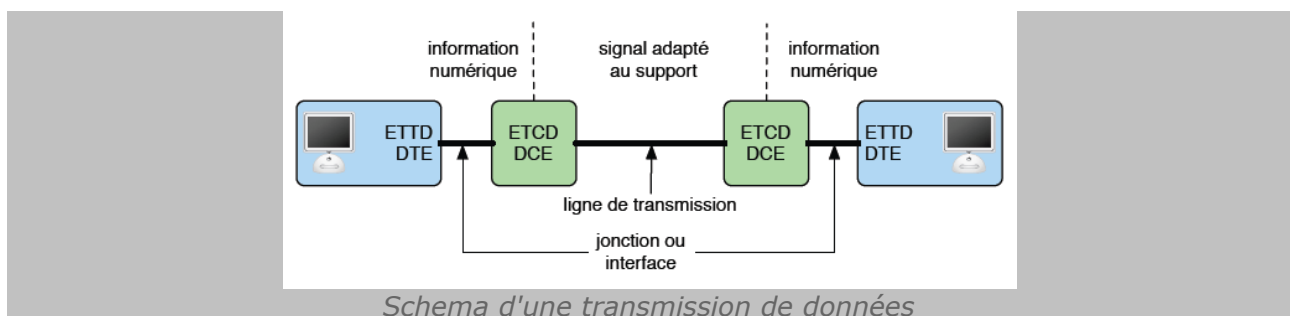 information
numérique
signal adapté
au support
information
numérique
ETTD
DTE
ETCD
DCE
ETCD
DCE
ETTD
DTE
ligne de transmission
jonction ou
interface
Schema d'une transmission de données